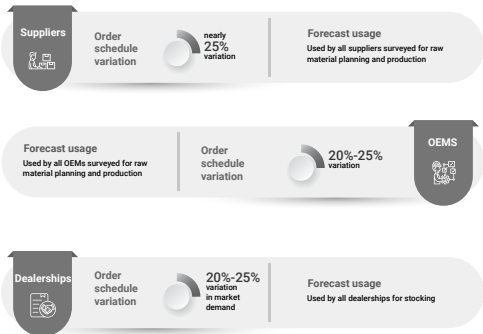 Suppliers
Order
schedule
variation
nearly
25%
variation
Forecast usage
Used by all suppliers surveyed for raw
material planning and production
Forecast usage
Used by all OEMs surveyed for raw
material planning and production
Order
schedule
variation
20%-25%
variation
OEMS
Dealerships
Order
schedule
variation
20%-25%
variation
in market
demand
Forecast usage
Used by all dealerships for stocking